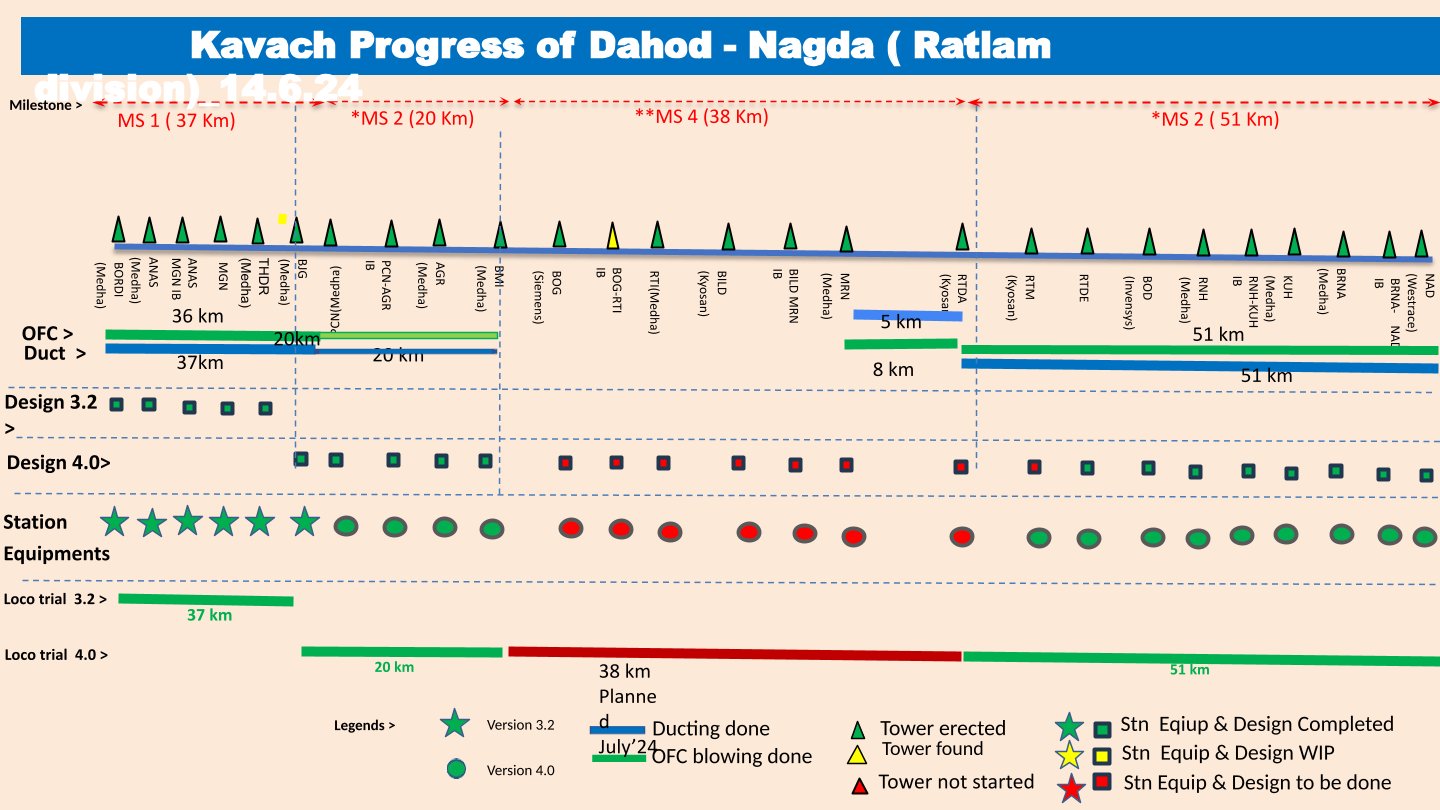 Kavach Progress of Dahod - Nagda ( Ratlam
division)_14.6.24
Milestone >
MS 1 ( 37 Km)
*MS 2 (20 Km)
**MS 4 (38 Km)
*MS 2 ( 51 Km)
BORDI
(Medha)
ANAS
(Medha)
ANAS
MGN IB
MGN
THDR
(Medha)
BJG
(Medha)
PCN(Medha)
PCN-AGR
IB
AGR
(Medha)
BMI
(Medha)
BOG
(Siemens)
BOG-RTI
IB
RTI(Medha)
BILD
(Kyosan)
BILD MRN
IB
MRN
(Medha)
RTDA
(Kyosan)
RTM
(Kyosan)
RTDE
BOD
(Invensys)
RNH
(Medha)
RNH-KUH
IB
KUH
(Medha)
BRNA
(Medha)
BRNA- NAD
IB
NAD
(Westrace)
36 km
5 km
OFC >
20km
51 km
Duct >
20 km
37km
8 km
51 km
Design 3.2
>
Design 4.0>
Station
Equipments
Loco trial 3.2 >
37 km
Loco trial 4.0 >
20 km
38 km
Planne
d
July’24
51 km
Legends >
Version 3.2
Version 4.0
Ducting done
OFC blowing done
Tower erected
Tower found
Tower not started
Stn Eqiup & Design Completed
Stn Equip & Design WIP
Stn Equip & Design to be done